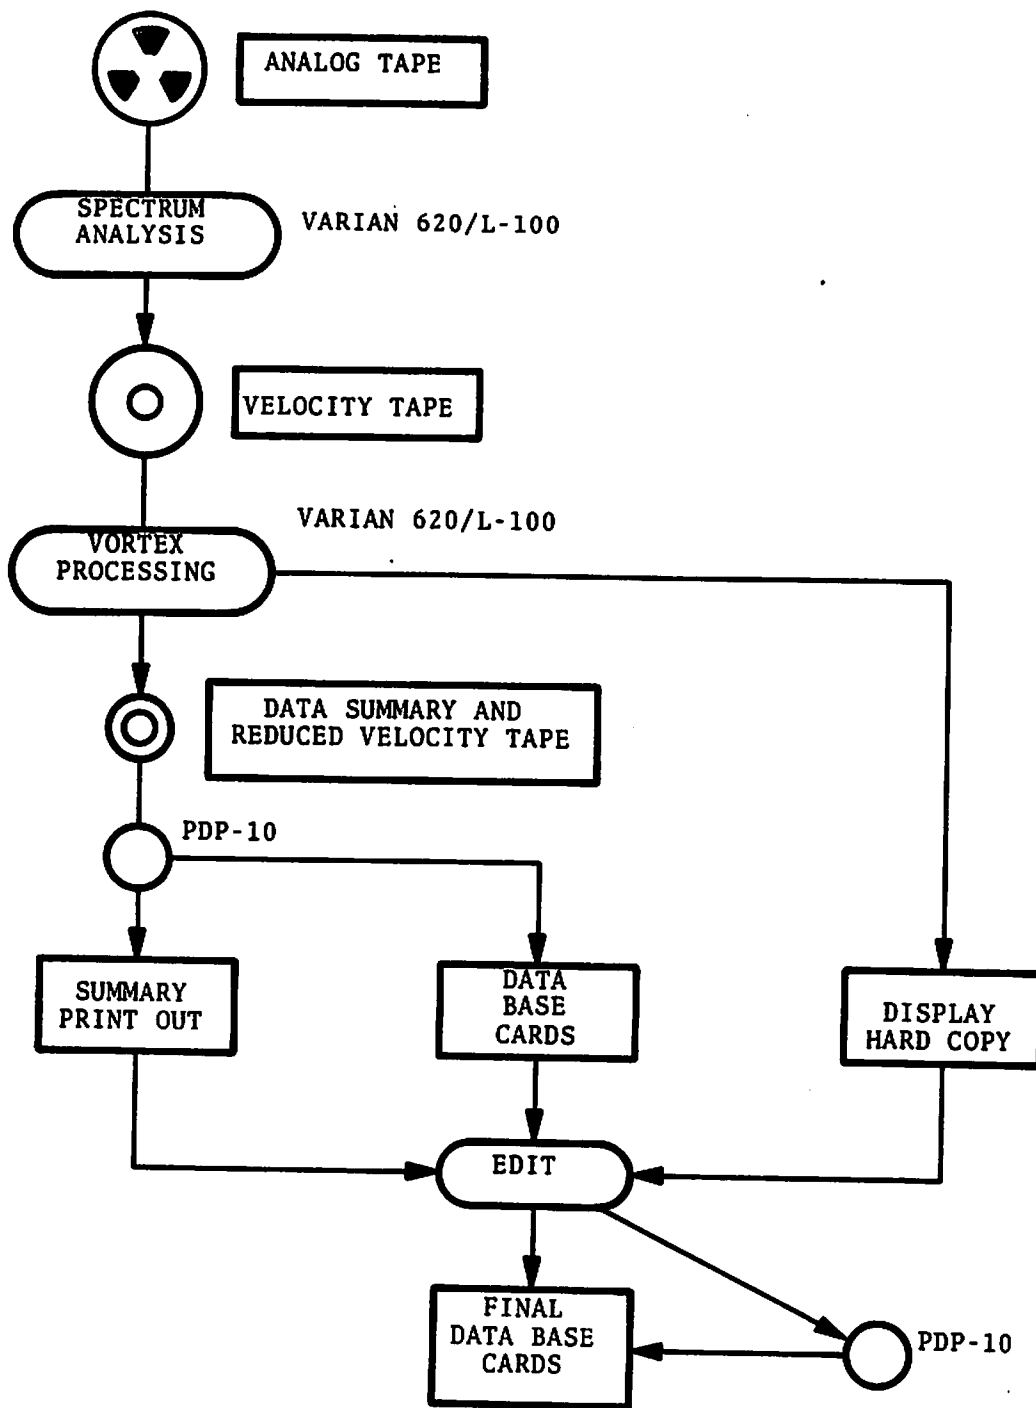 ANALOG TAPE
SPECTRUM
ANALYSIS
VARIAN 620/L-100
VELOCITY TAPE
VARIAN 620/L-100
VORTEX
PROCESSING
DATA SUMMARY AND
REDUCED VELOCITY TAPE
PDP-10
SUMMARY
PRINT OUT
DATA
BASE
CARDS
DISPLAY
HARD COPY
EDIT
FINAL
DATA BASE
CARDS
PDP-10